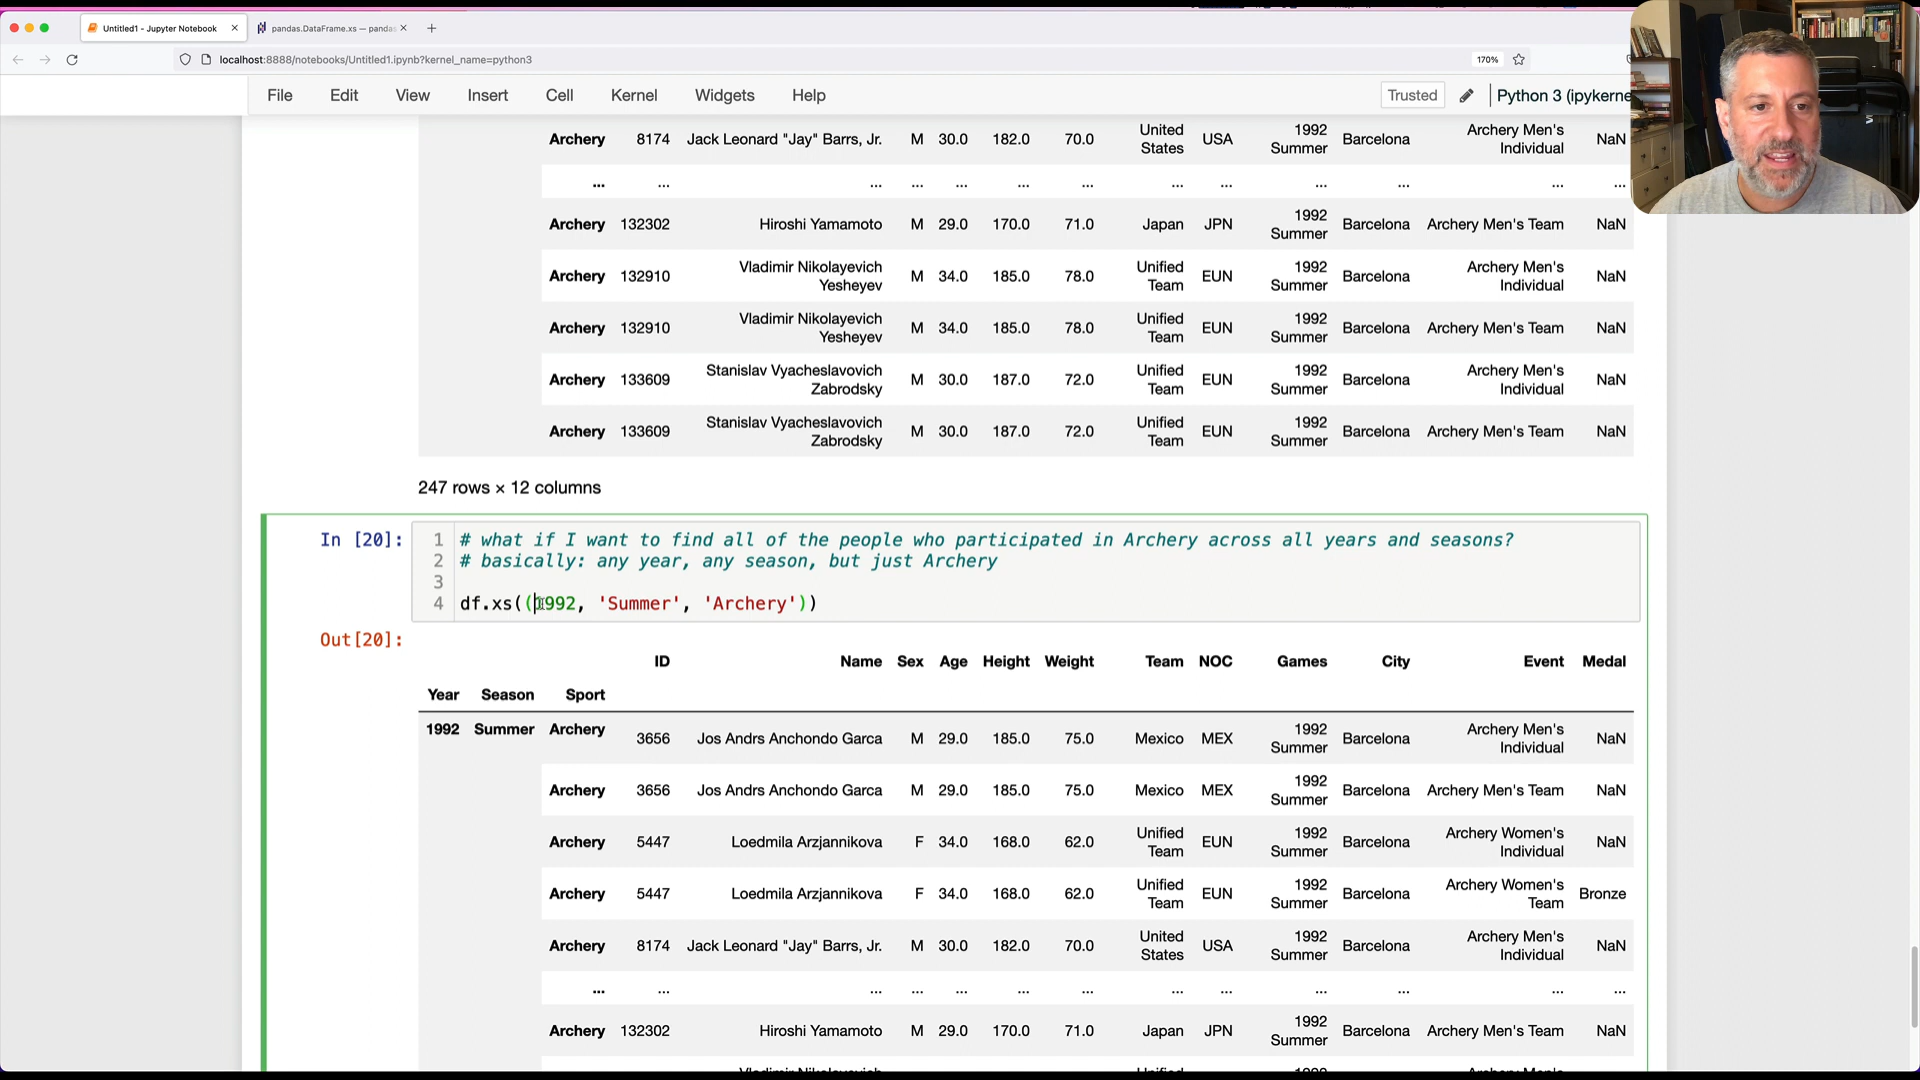 Untitled1 - Jupyter Notebook
pandas.DataFrame.xs — pandas
localhost:8888/notebooks/Untitled1.ipynb?kernel_name=python3
170%
File Edit View Insert Cell Kernel Widgets Help
Trusted
Python 3 (ipykerne
Archery 8174 Jack Leonard "Jay" Barrs, Jr. M 30.0 182.0 70.0 United States USA 1992 Summer Barcelona Archery Men's Individual NaN
... ... ... ... ... ... ... ... ... ... ... ... ...
Archery 132302 Hiroshi Yamamoto M 29.0 170.0 71.0 Japan JPN 1992 Summer Barcelona Archery Men's Team NaN
Archery 132910 Vladimir Nikolayevich Yesheyev M 34.0 185.0 78.0 Unified Team EUN 1992 Summer Barcelona Archery Men's Individual NaN
Archery 132910 Vladimir Nikolayevich Yesheyev M 34.0 185.0 78.0 Unified Team EUN 1992 Summer Barcelona Archery Men's Team NaN
Archery 133609 Stanislav Vyacheslavovich Zabrodsky M 30.0 187.0 72.0 Unified Team EUN 1992 Summer Barcelona Archery Men's Individual NaN
Archery 133609 Stanislav Vyacheslavovich Zabrodsky M 30.0 187.0 72.0 Unified Team EUN 1992 Summer Barcelona Archery Men's Team NaN
247 rows × 12 columns
In [20]:
1 # what if I want to find all of the people who participated in Archery across all years and seasons?
2 # basically: any year, any season, but just Archery
3
4 df.xs((1992, 'Summer', 'Archery'))
Out[20]:
ID Name Sex Age Height Weight Team NOC Games City Event Medal
Year Season Sport
1992 Summer Archery 3656 Jos Andrs Anchondo Garca M 29.0 185.0 75.0 Mexico MEX 1992 Summer Barcelona Archery Men's Individual NaN
Archery 3656 Jos Andrs Anchondo Garca M 29.0 185.0 75.0 Mexico MEX 1992 Summer Barcelona Archery Men's Team NaN
Archery 5447 Loedmila Arzjannikova F 34.0 168.0 62.0 Unified Team EUN 1992 Summer Barcelona Archery Women's Individual NaN
Archery 5447 Loedmila Arzjannikova F 34.0 168.0 62.0 Unified Team EUN 1992 Summer Barcelona Archery Women's Team Bronze
Archery 8174 Jack Leonard "Jay" Barrs, Jr. M 30.0 182.0 70.0 United States USA 1992 Summer Barcelona Archery Men's Individual NaN
... ... ... ... ... ... ... ... ... ... ... ... ...
Archery 132302 Hiroshi Yamamoto M 29.0 170.0 71.0 Japan JPN 1992 Summer Barcelona Archery Men's Team NaN